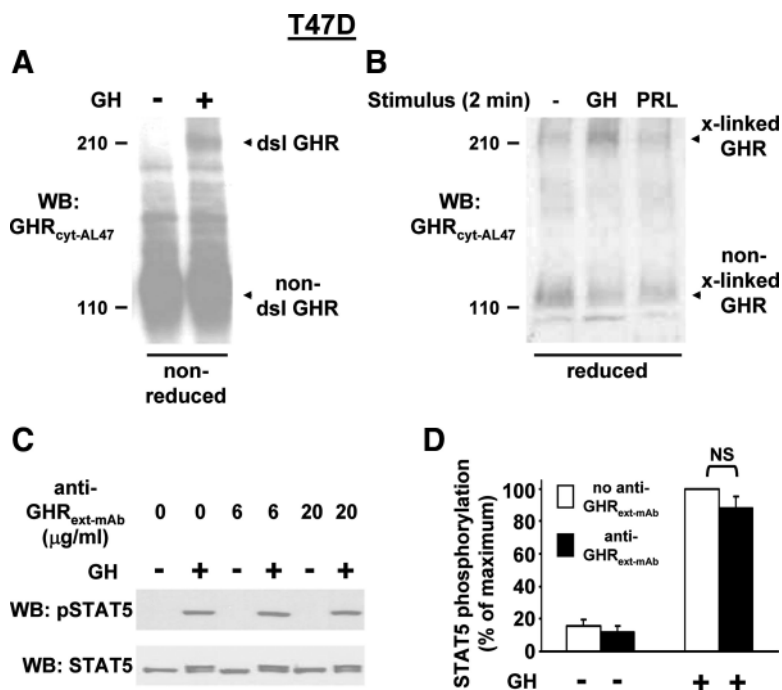 T47D
A
GH - +
210
dsl GHR
WB:
GHRcyt-AL47
110
non-
dsl GHR
non-
reduced
B
Stimulus (2 min) - GH PRL
210
x-linked
GHR
WB:
GHRcyt-AL47
110
non-
x-linked
GHR
reduced
C
anti-
GHRext-mAb
(μg/ml)
0 0 6 6 20 20
GH - + - + - +
WB: pSTAT5
WB: STAT5
D
NS
STAT5 phosphorylation
(% of maximum)
100
80
60
40
20
0
no anti-
GHRext-mAb
anti-
GHRext-mAb
GH - - + +